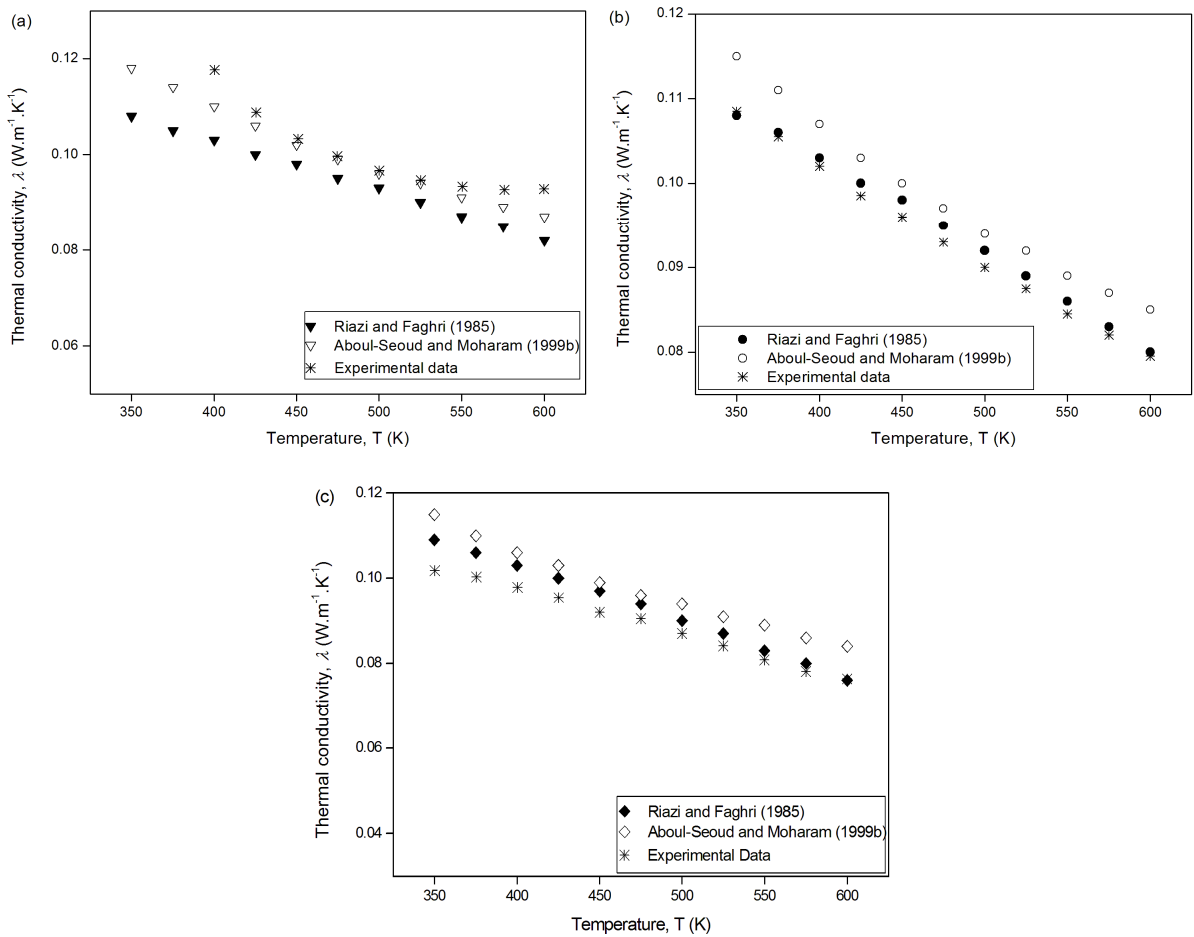 (a)
0.12
0.10
0.08
0.06
Thermal conductivity, λ (W.m-1.K-1)
Riazi and Faghri (1985)
Aboul-Seoud and Moharam (1999b)
Experimental data
350 400 450 500 550 600
Temperature, T (K)
(b)
0.12
0.11
0.10
0.09
0.08
Thermal conductivity, λ (W.m-1.K-1)
Riazi and Faghri (1985)
Aboul-Seoud and Moharam (1999b)
Experimental data
350 400 450 500 550 600
Temperature, T (K)
(c)
0.12
0.10
0.08
0.06
0.04
Thermal conductivity, λ (W.m-1.K-1)
Riazi and Faghri (1985)
Aboul-Seoud and Moharam (1999b)
Experimental Data
350 400 450 500 550 600
Temperature, T (K)